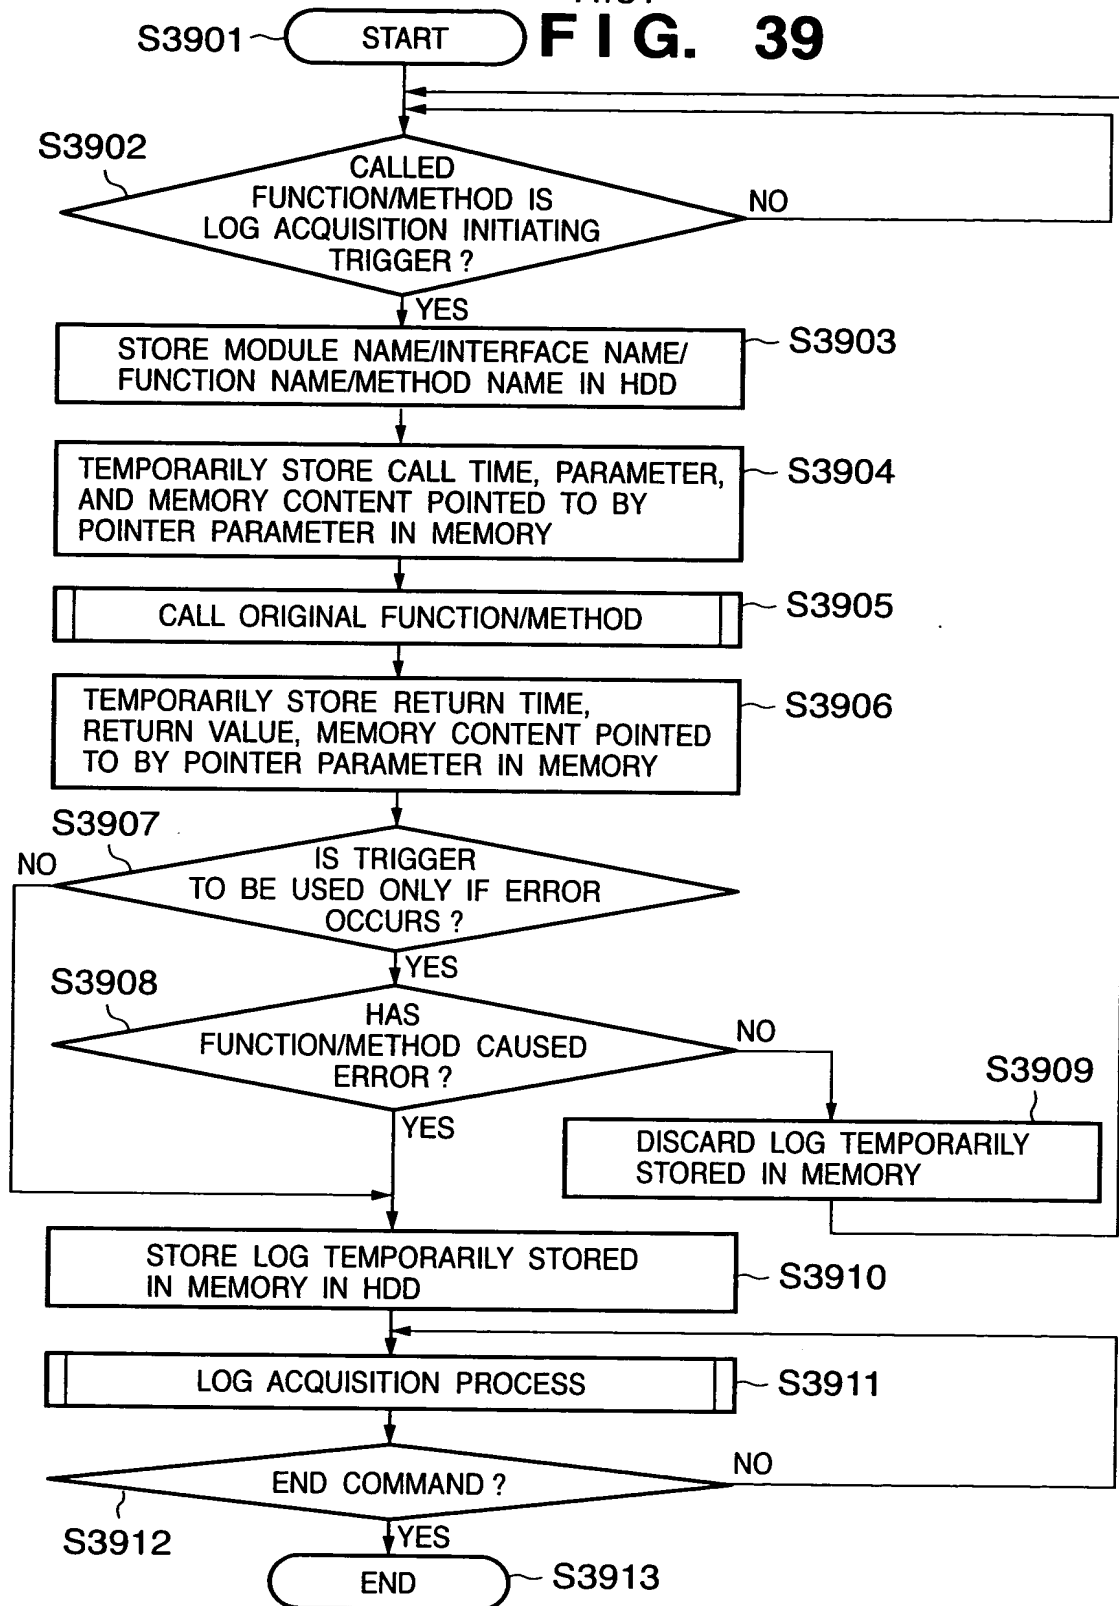 S3901
START
FIG. 39
S3902
CALLED
FUNCTION/METHOD IS
LOG ACQUISITION INITIATING
TRIGGER ?
NO
YES
STORE MODULE NAME/INTERFACE NAME/
FUNCTION NAME/METHOD NAME IN HDD
S3903
TEMPORARILY STORE CALL TIME, PARAMETER,
AND MEMORY CONTENT POINTED TO BY
POINTER PARAMETER IN MEMORY
S3904
CALL ORIGINAL FUNCTION/METHOD
S3905
TEMPORARILY STORE RETURN TIME,
RETURN VALUE, MEMORY CONTENT POINTED
TO BY POINTER PARAMETER IN MEMORY
S3906
S3907
NO
IS TRIGGER
TO BE USED ONLY IF ERROR
OCCURS ?
YES
S3908
HAS
FUNCTION/METHOD CAUSED
ERROR ?
NO
YES
S3909
DISCARD LOG TEMPORARILY
STORED IN MEMORY
STORE LOG TEMPORARILY STORED
IN MEMORY IN HDD
S3910
LOG ACQUISITION PROCESS
S3911
END COMMAND ?
NO
S3912
YES
END
S3913